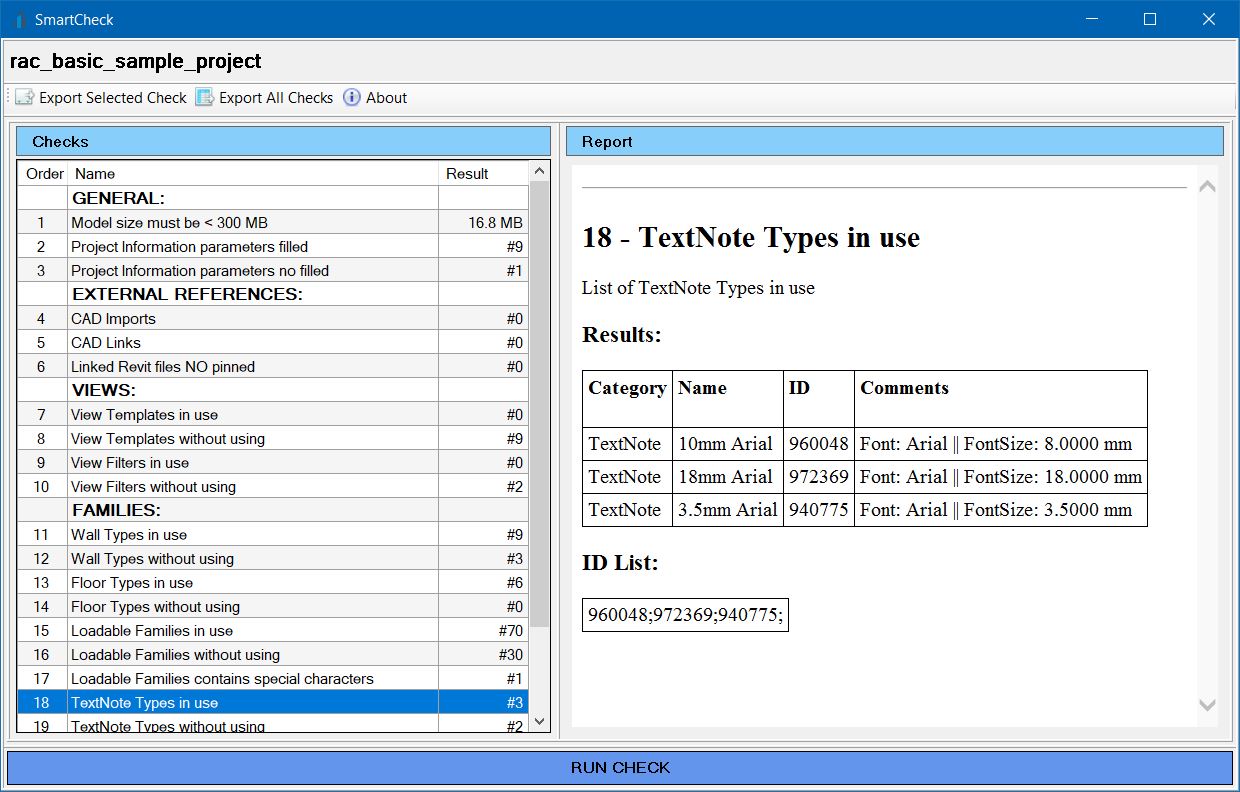 SmartCheck
rac_basic_sample_project
Export Selected Check Export All Checks About
Checks
Order Name Result
GENERAL:
1 Model size must be < 300 MB 16.8 MB
2 Project Information parameters filled #9
3 Project Information parameters no filled #1
EXTERNAL REFERENCES:
4 CAD Imports #0
5 CAD Links #0
6 Linked Revit files NO pinned #0
VIEWS:
7 View Templates in use #0
8 View Templates without using #9
9 View Filters in use #0
10 View Filters without using #2
FAMILIES:
11 Wall Types in use #9
12 Wall Types without using #3
13 Floor Types in use #6
14 Floor Types without using #0
15 Loadable Families in use #70
16 Loadable Families without using #30
17 Loadable Families contains special characters #1
18 TextNote Types in use #3
19 TextNote Types without using #2
Report
18 - TextNote Types in use
List of TextNote Types in use
Results:
Category Name ID Comments
TextNote 10mm Arial 960048 Font: Arial || FontSize: 8.0000 mm
TextNote 18mm Arial 972369 Font: Arial || FontSize: 18.0000 mm
TextNote 3.5mm Arial 940775 Font: Arial || FontSize: 3.5000 mm
ID List:
960048;972369;940775;
RUN CHECK